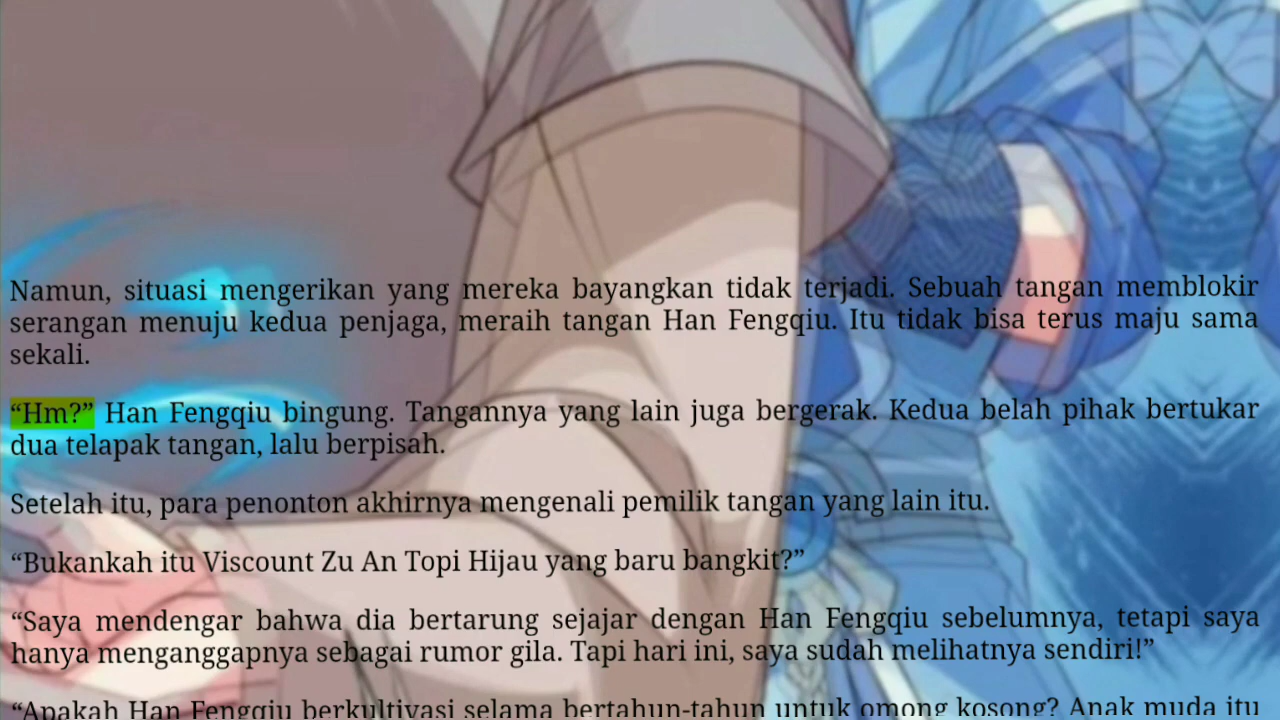 Namun, situasi mengerikan yang mereka bayangkan tidak terjadi. Sebuah tangan memblokir
serangan menuju kedua penjaga, meraih tangan Han Fengqiu. Itu tidak bisa terus maju sama
sekali.
“Hm?” Han Fengqiu bingung. Tangannya yang lain juga bergerak. Kedua belah pihak bertukar
dua telapak tangan, lalu berpisah.
Setelah itu, para penonton akhirnya mengenali pemilik tangan yang lain itu.
“Bukankah itu Viscount Zu An Topi Hijau yang baru bangkit?”
“Saya mendengar bahwa dia bertarung sejajar dengan Han Fengqiu sebelumnya, tetapi saya
hanya menganggapnya sebagai rumor gila. Tapi hari ini, saya sudah melihatnya sendiri!”
“Apakah Han Fengqiu berkultivasi selama bertahun-tahun untuk omong kosong? Anak muda itu